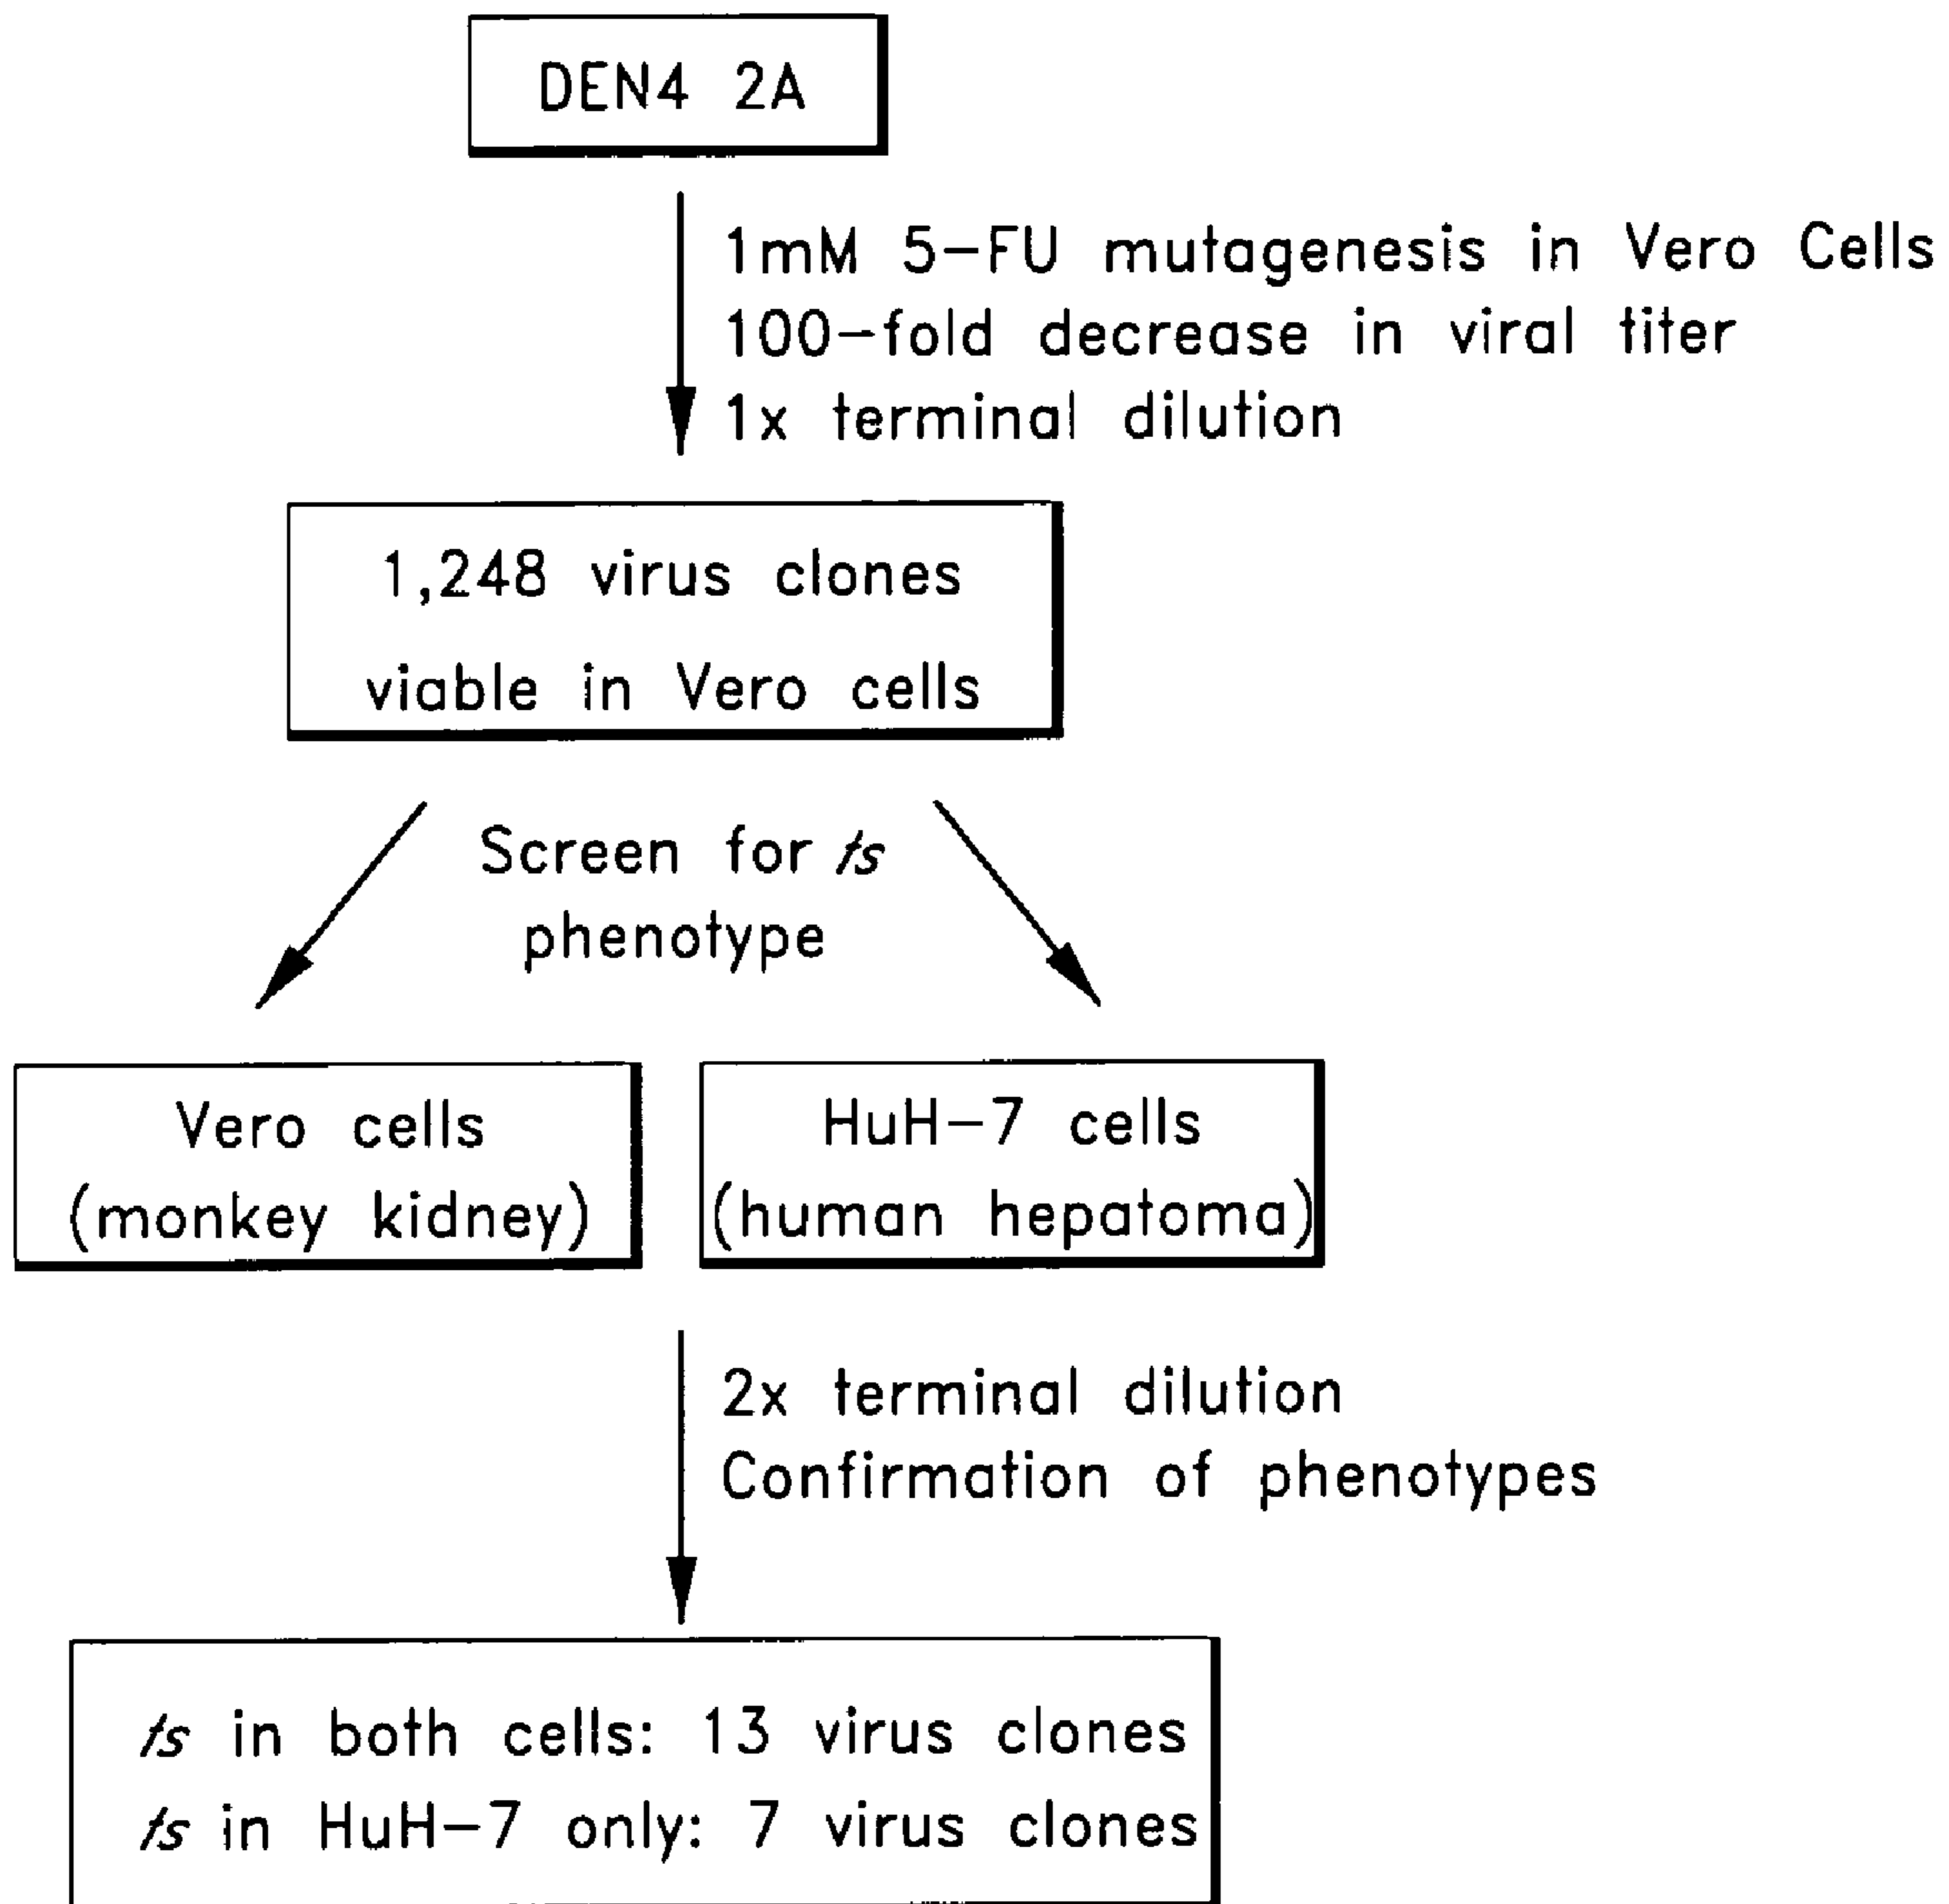 DEN4 2A
1mM 5-FU mutagenesis in Vero Cells
100-fold decrease in viral titer
1x terminal dilution
1,248 virus clones
viable in Vero cells
Screen for ts
phenotype
Vero cells
(monkey kidney)
HuH-7 cells
(human hepatoma)
2x terminal dilution
Confirmation of phenotypes
ts in both cells: 13 virus clones
ts in HuH-7 only: 7 virus clones